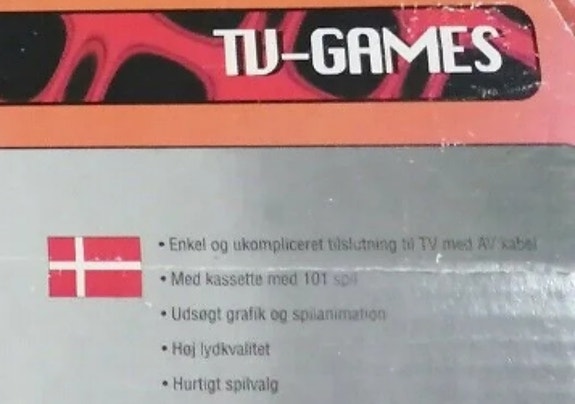 TV-GAMES
• Enkel og ukompliceret tilslutning til TV med AV kabel
• Med kassette med 101 spil
• Udsøgt grafik og spilanimation
• Høj lydkvalitet
• Hurtigt spilvalg